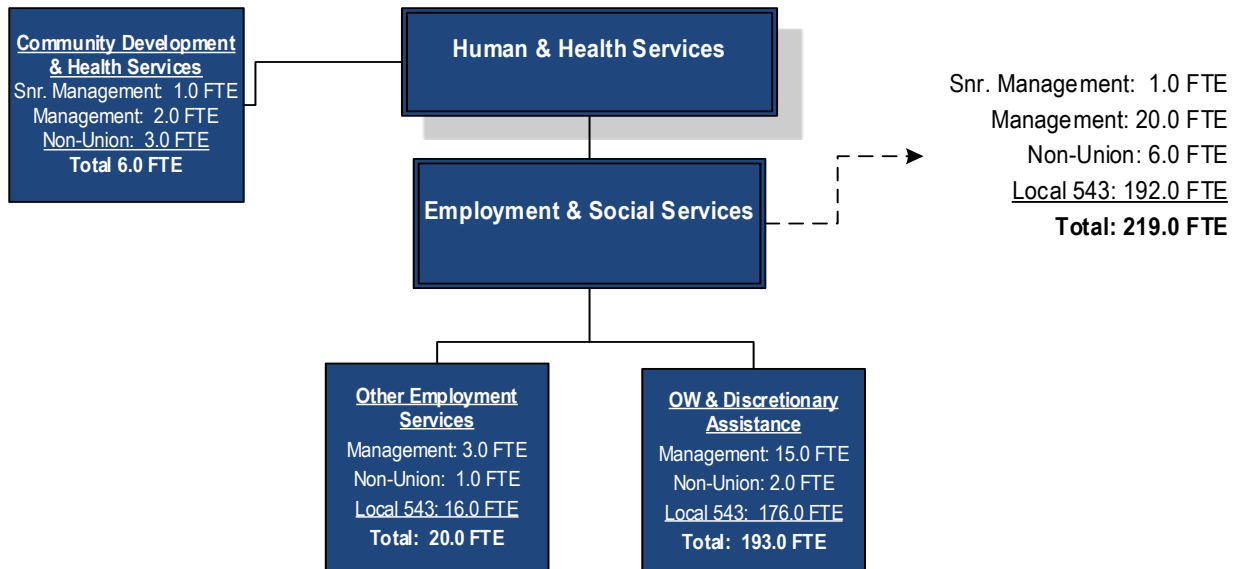 Community Development
& Health Services
Snr. Management: 1.0 FTE
Management: 2.0 FTE
Non-Union: 3.0 FTE
Total 6.0 FTE
Human & Health Services
Employment & Social Services
Snr. Management: 1.0 FTE
Management: 20.0 FTE
Non-Union: 6.0 FTE
Local 543: 192.0 FTE
Total: 219.0 FTE
Other Employment
Services
Management: 3.0 FTE
Non-Union: 1.0 FTE
Local 543: 16.0 FTE
Total: 20.0 FTE
OW & Discretionary
Assistance
Management: 15.0 FTE
Non-Union: 2.0 FTE
Local 543: 176.0 FTE
Total: 193.0 FTE